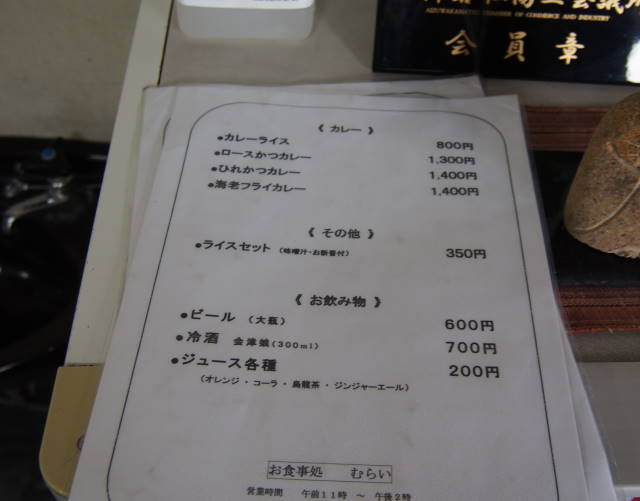 AIZUWAKAMATSU CHAMBER OF COMMERCE AND INDUSTRY
会員章
《 カレー 》
●カレーライス 800円
●ロースかつカレー 1,300円
●ひれかつカレー 1,400円
●海老フライカレー 1,400円
《 その他 》
●ライスセット (味噌汁・お新香付) 350円
《 お飲み物 》
●ビール (大瓶) 600円
●冷酒 会津娘(300ml) 700円
●ジュース各種 200円
(オレンジ・コーラ・烏龍茶・ジンジャーエール)
お食事処 むらい
営業時間 午前11時 ～ 午後2時